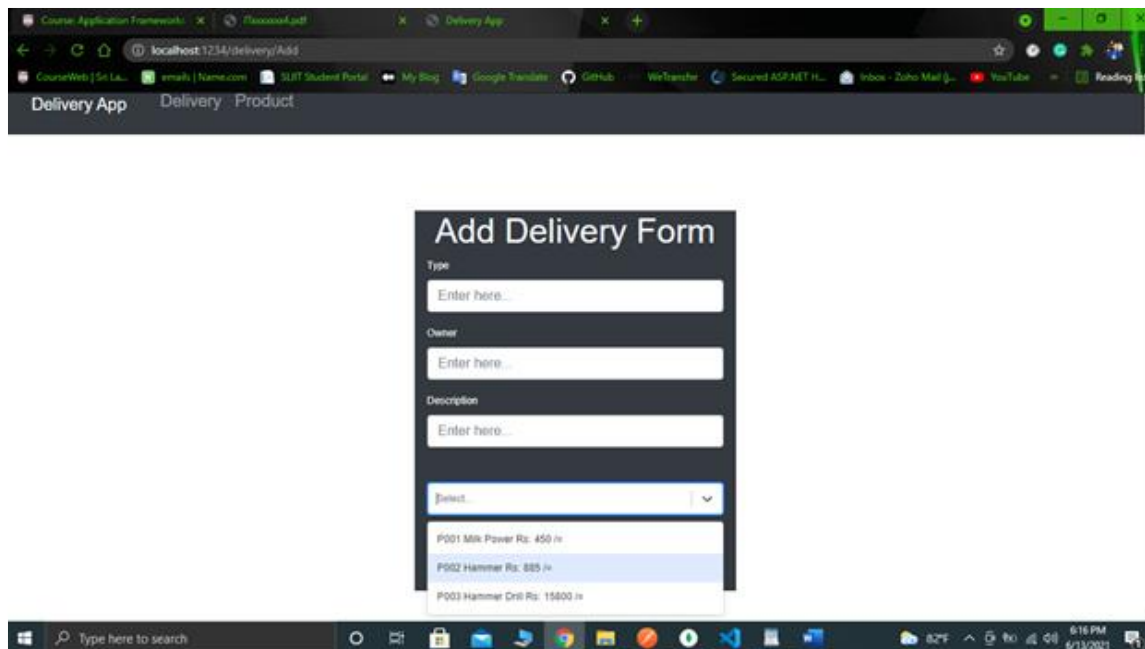 Course: Application Frameworks
Delivery App
localhost:1234/delivery/Add
CourseWeb | Sri La...
emails | Name.com
SLIIT Student Portal
My Blog
Google Translate
GitHub
WeTransfer
Secured ASP.NET H...
Inbox - Zoho Mail (j...
YouTube
Reading list
Delivery App
Delivery
Product
Add Delivery Form
Type
Enter here...
Owner
Enter here...
Description
Enter here...
Select...
P001 Milk Power Rs: 450 /=
P002 Hammer Rs: 885 /=
P003 Hammer Drill Rs: 15800 /=
Type here to search
82°F
6:16 PM
6/13/2021